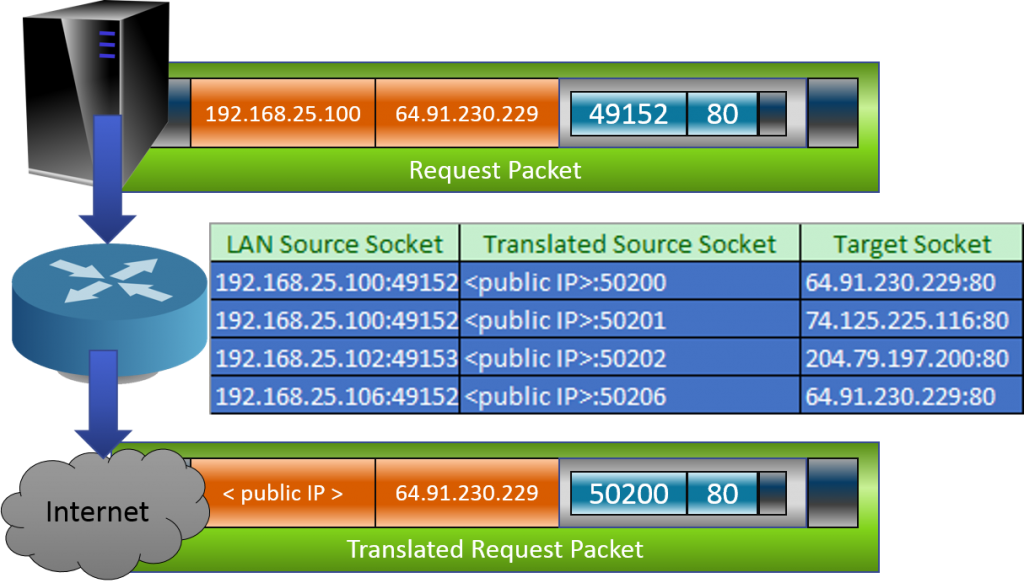 192.168.25.100 64.91.230.229 49152 80
Request Packet
LAN Source Socket Translated Source Socket Target Socket
192.168.25.100:49152 <public IP>:50200 64.91.230.229:80
192.168.25.100:49152 <public IP>:50201 74.125.225.116:80
192.168.25.102:49153 <public IP>:50202 204.79.197.200:80
192.168.25.106:49152 <public IP>:50206 64.91.230.229:80
< public IP > 64.91.230.229 50200 80
Internet
Translated Request Packet